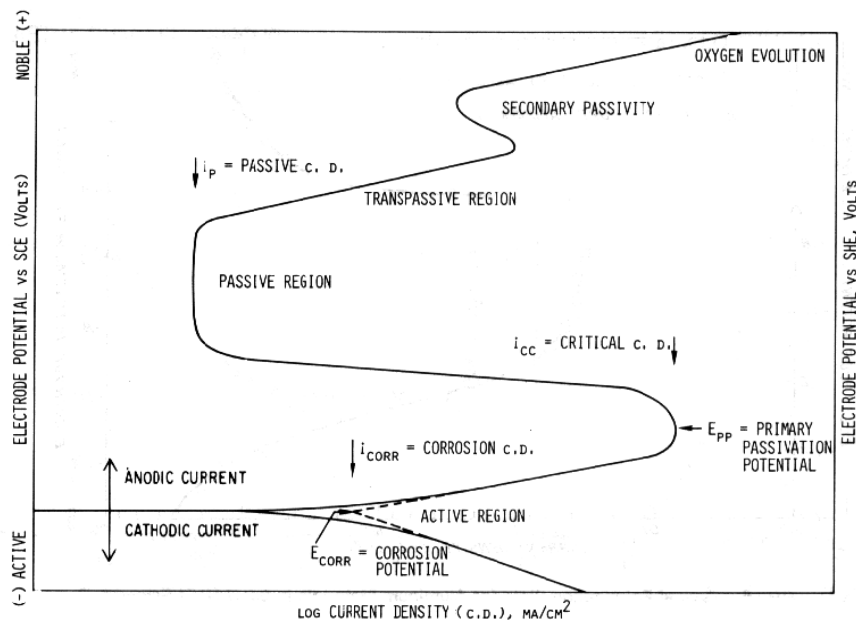 NOBLE (+)
ELECTRODE POTENTIAL vs SCE (VOLTS)
(-) ACTIVE
OXYGEN EVOLUTION
SECONDARY PASSIVITY
iP = PASSIVE C. D.
TRANSPASSIVE REGION
PASSIVE REGION
iCC = CRITICAL C. D.
EPP = PRIMARY
PASSIVATION
POTENTIAL
iCORR = CORROSION C.D.
ANODIC CURRENT
CATHODIC CURRENT
ACTIVE REGION
ECORR = CORROSION
POTENTIAL
ELECTRODE POTENTIAL vs SHE, VOLTS
LOG CURRENT DENSITY (C.D.), MA/CM²